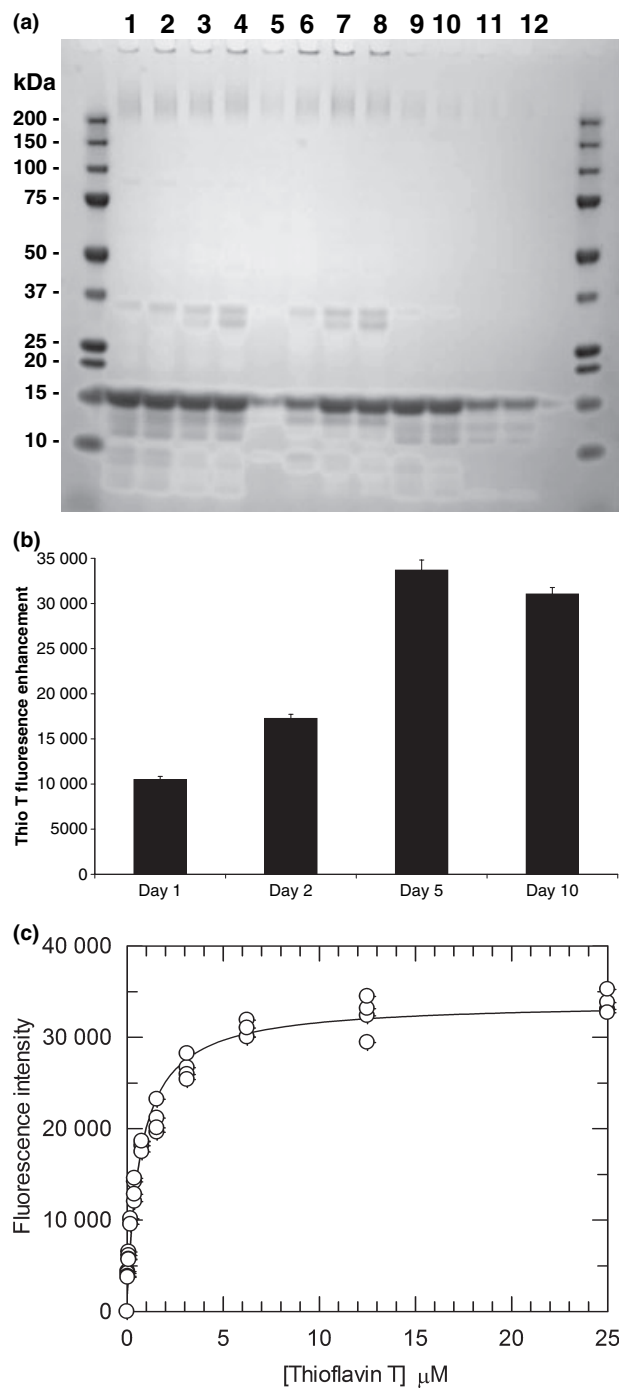 (a) 1 2 3 4 5 6 7 8 9 10 11 12
kDa
200 -
150 -
100 -
75 -
50 -
37 -
25 -
20 -
15 -
10 -
(b)
Thio T fluoresence enhancement
35 000
30 000
25 000
20 000
15 000
10 000
5000
0
Day 1 Day 2 Day 5 Day 10
(c)
Fluorescence intensity
40 000
30 000
20 000
10 000
0
0 5 10 15 20 25
[Thioflavin T] μM